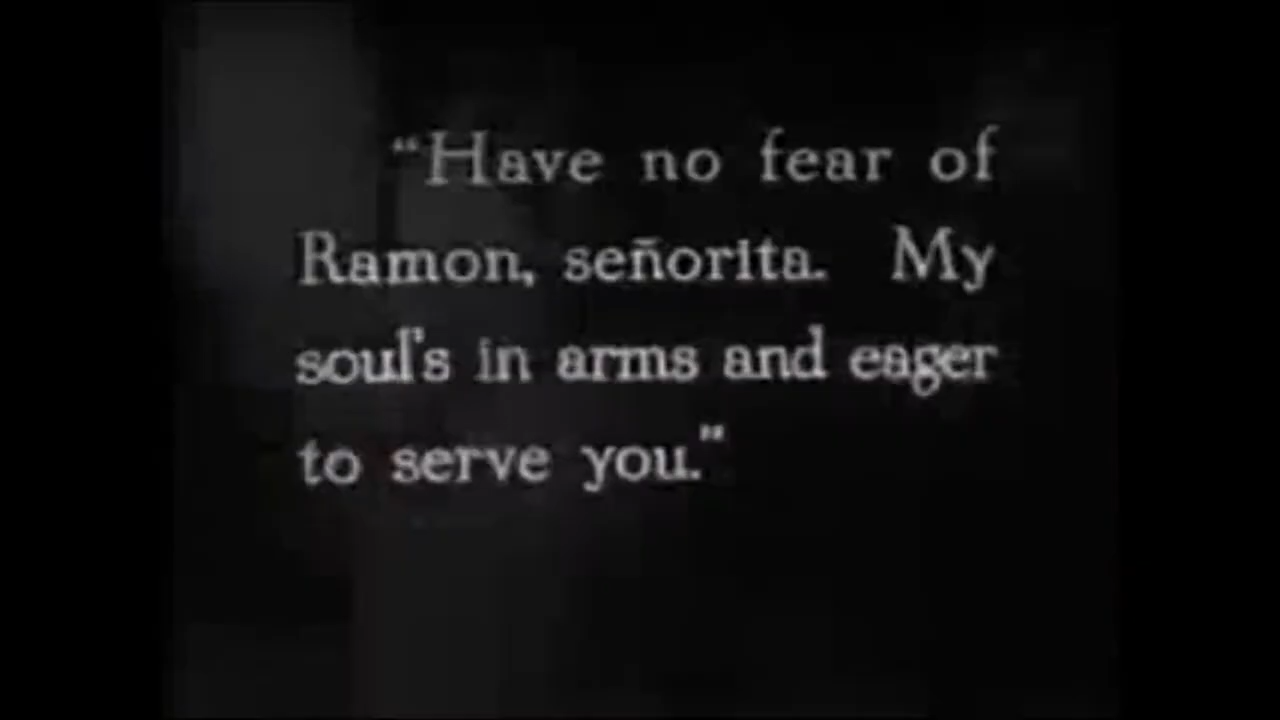 "Have no fear of
Ramon, señorita. My
soul's in arms and eager
to serve you."